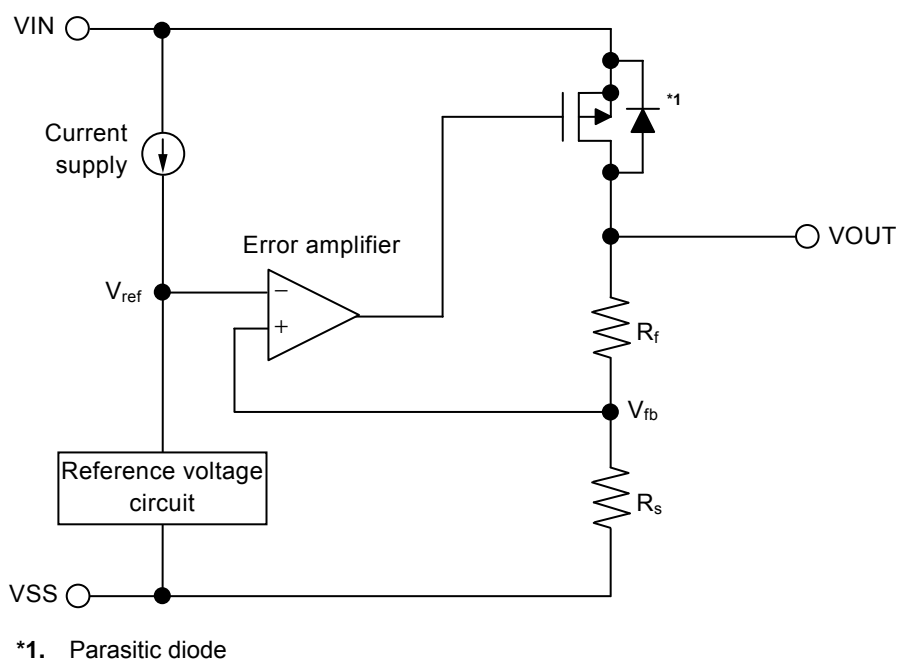 VIN
*1
Current
supply
Error amplifier
VOUT
Vref
−
+
Rf
Vfb
Reference voltage
circuit
Rs
VSS
*1. Parasitic diode